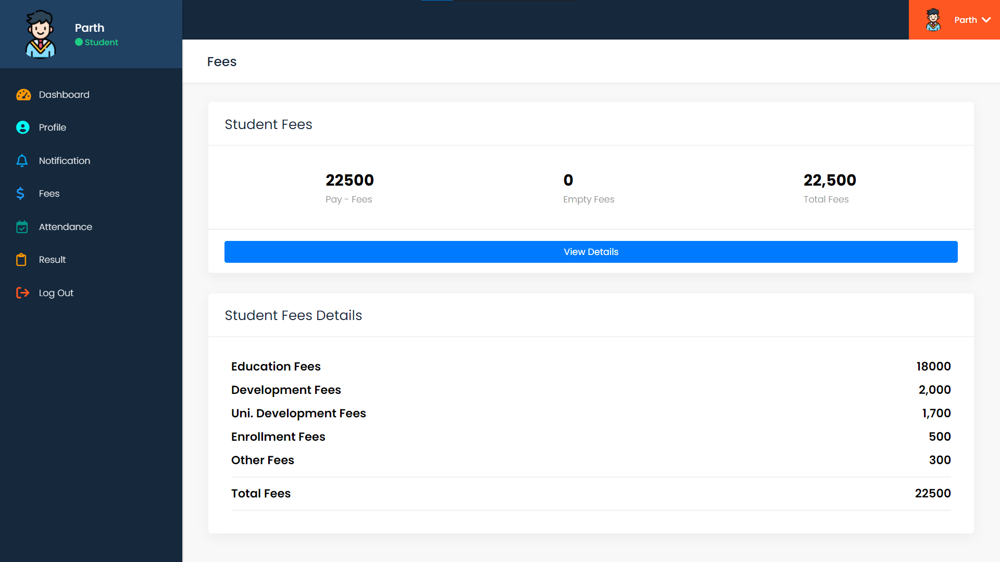 Parth
Student
Parth
Fees
Dashboard
Profile
Notification
Fees
Attendance
Result
Log Out
Student Fees
22500 0 22,500
Pay - Fees Empty Fees Total Fees
View Details
Student Fees Details
Education Fees 18000
Development Fees 2,000
Uni. Development Fees 1,700
Enrollment Fees 500
Other Fees 300
Total Fees 22500